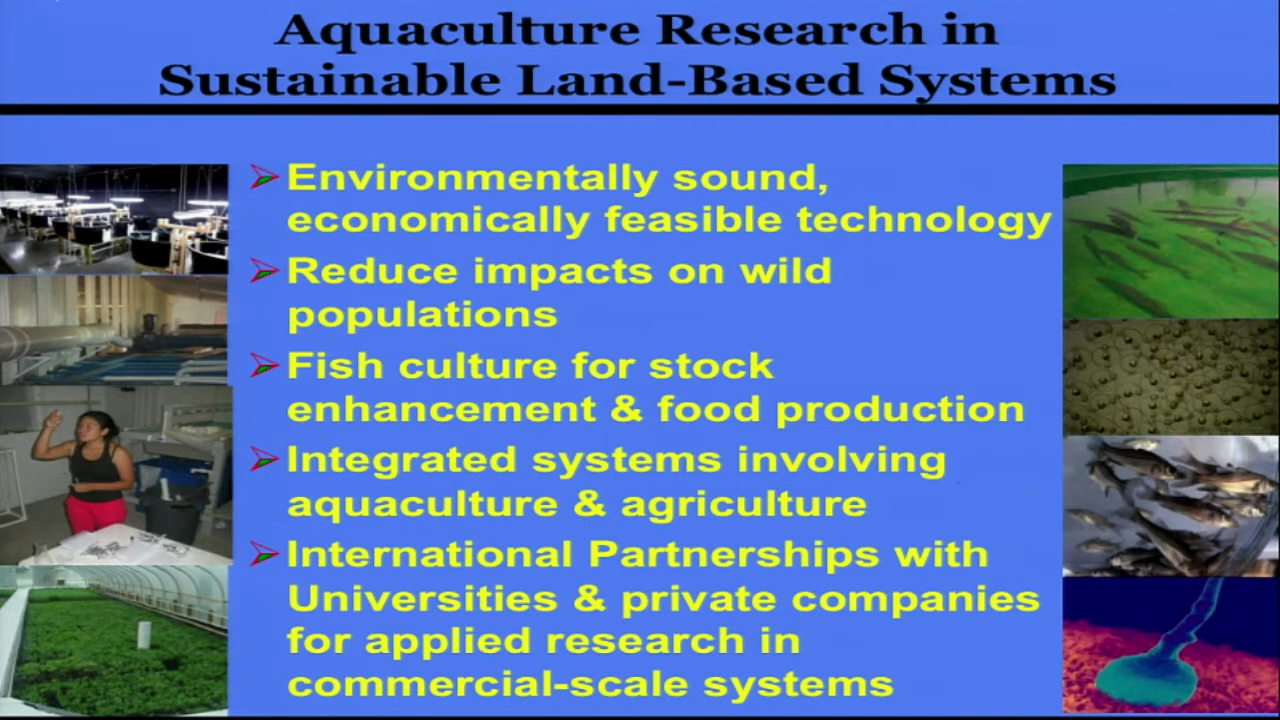 Aquaculture Research in
Sustainable Land-Based Systems
Environmentally sound,
economically feasible technology
Reduce impacts on wild
populations
Fish culture for stock
enhancement & food production
Integrated systems involving
aquaculture & agriculture
International Partnerships with
Universities & private companies
for applied research in
commercial-scale systems